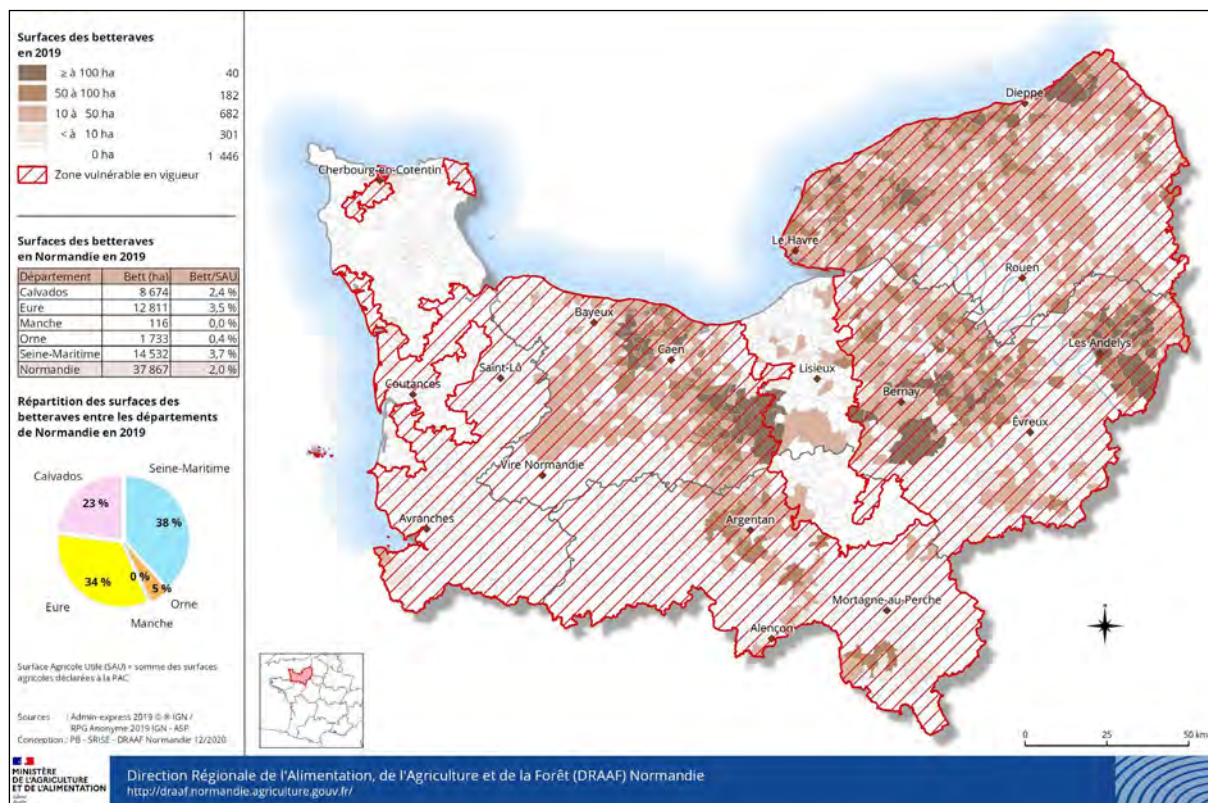 Surfaces des betteraves
en 2019
≥ à 100 ha 40
50 à 100 ha 182
10 à 50 ha 682
< à 10 ha 301
0 ha 1 446
Zone vulnérable en vigueur
Surfaces des betteraves
en Normandie en 2019
Département Bett (ha) Bett/SAU
Calvados 8 674 2,4 %
Eure 12 811 3,5 %
Manche 116 0,0 %
Orne 1 733 0,4 %
Seine-Maritime 14 532 3,7 %
Normandie 37 867 2,0 %
Répartition des surfaces des
betteraves entre les départements
de Normandie en 2019
Calvados
Seine-Maritime
23 %
38 %
34 %
0 %
5 %
Eure
Orne
Manche
Surface Agricole Utile (SAU) = somme des surfaces
agricoles déclarées à la PAC
Sources : Admin-express 2019 © ® IGN /
RPG Anonyme 2019 IGN - ASP
Conception : PB - SRISE - DRAAF Normandie 12/2020
Dieppe
Cherbourg-en-Cotentin
Le Havre
Rouen
Bayeux
Caen
Les Andelys
Saint-Lô
Lisieux
Coutances
Bernay
Évreux
Vire Normandie
Avranches
Argentan
Mortagne-au-Perche
Alençon
0 25 50 km
MINISTÈRE
DE L'AGRICULTURE
ET DE L'ALIMENTATION
Direction Régionale de l'Alimentation, de l'Agriculture et de la Forêt (DRAAF) Normandie
http://draaf.normandie.agriculture.gouv.fr/